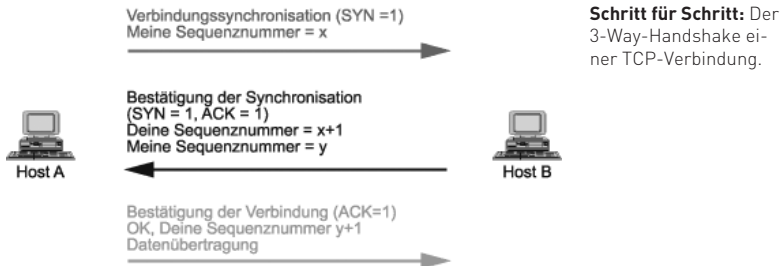 Verbindungssynchronisation (SYN =1)
Meine Sequenznummer = x
Schritt für Schritt: Der
3-Way-Handshake ei-
ner TCP-Verbindung.
Bestätigung der Synchronisation
(SYN = 1, ACK = 1)
Deine Sequenznummer = x+1
Meine Sequenznummer = y
Host A
Host B
Bestätigung der Verbindung (ACK=1)
OK, Deine Sequenznummer y+1
Datenübertragung